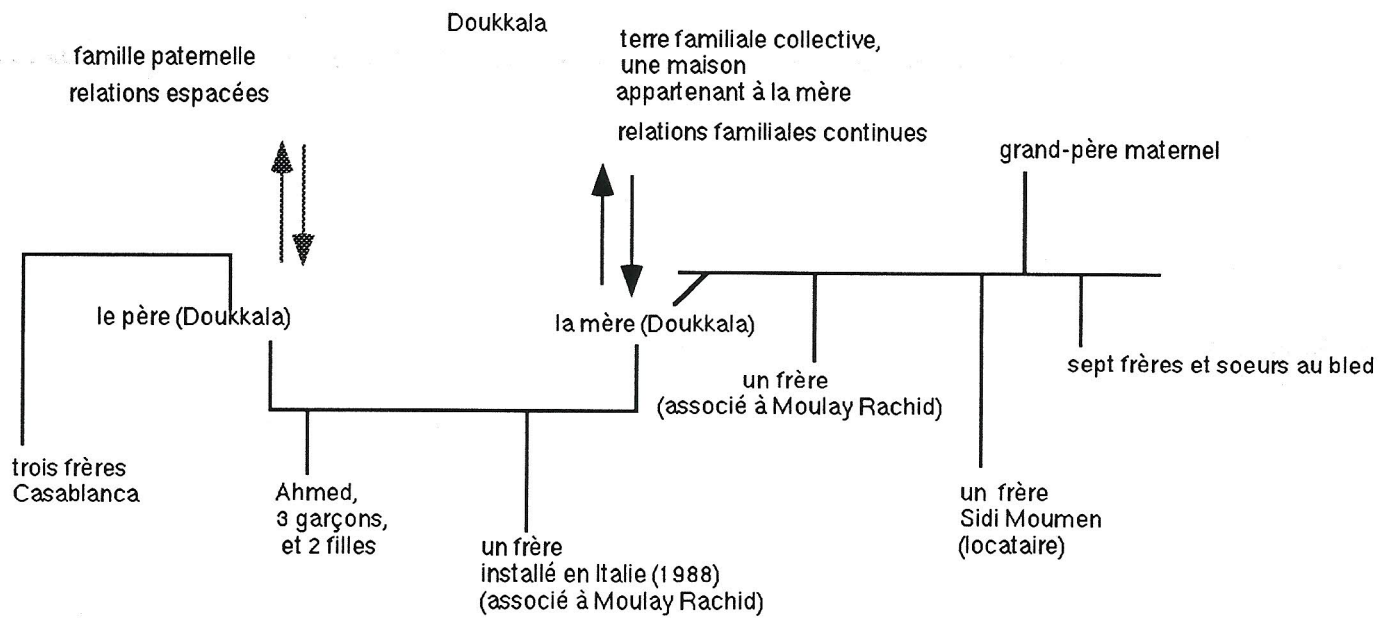 Doukkala
famille paternelle
relations espacées
terre familiale collective,
une maison
appartenant à la mère
relations familiales continues
grand-père maternel
le père (Doukkala)
la mère (Doukkala)
un frère
(associé à Moulay Rachid)
sept frères et soeurs au bled
trois frères
Casablanca
Ahmed,
3 garçons,
et 2 filles
un frère
installé en Italie (1988)
(associé à Moulay Rachid)
un frère
Sidi Moumen
(locataire)